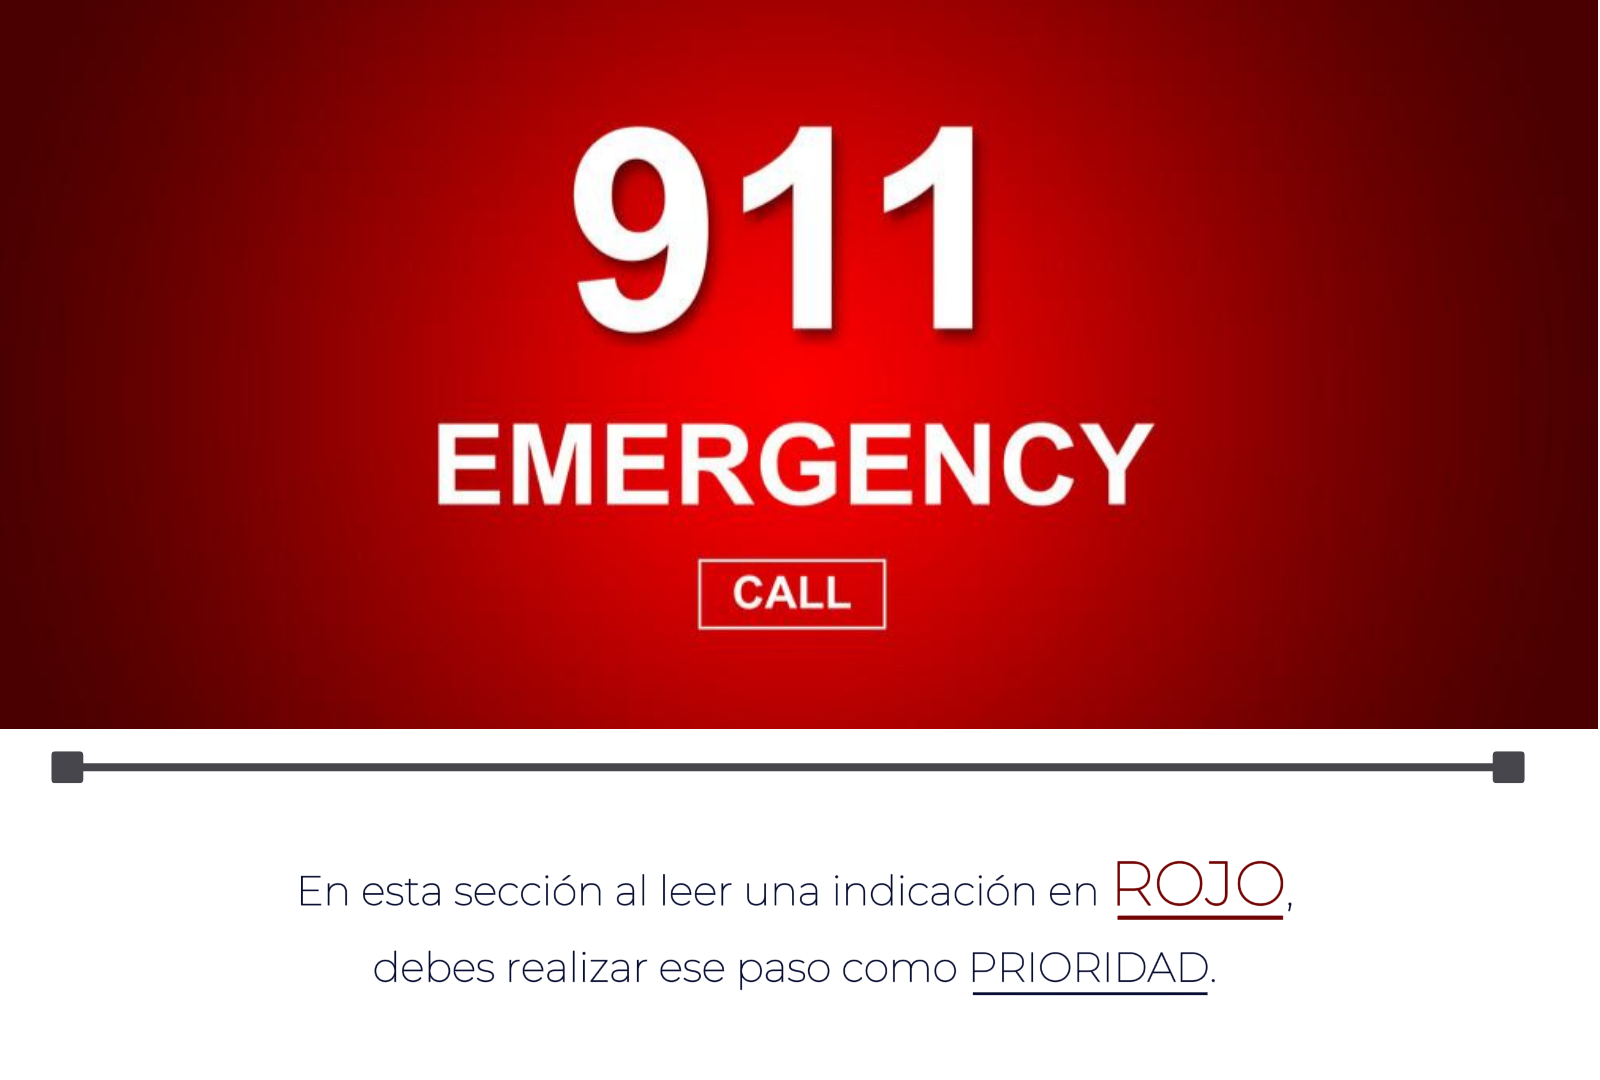 911
EMERGENCY
CALL
En esta sección al leer una indicación en ROJO,
debes realizar ese paso como PRIORIDAD.